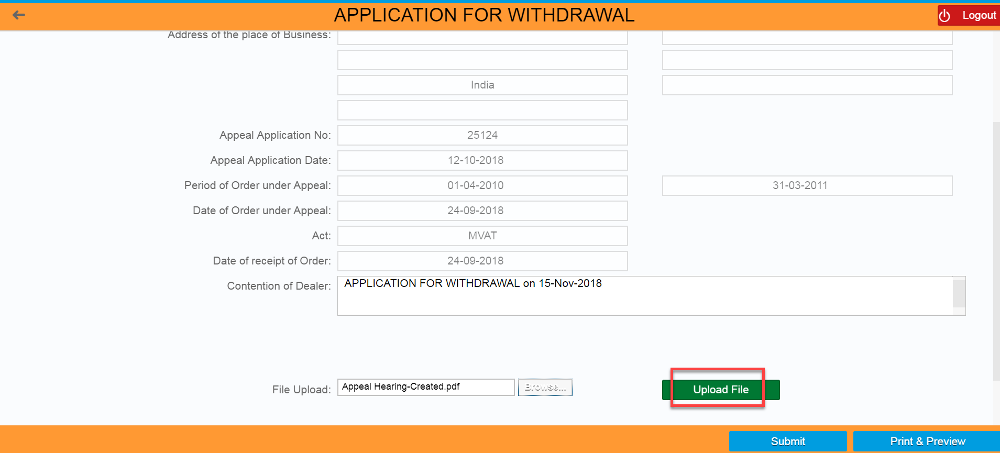 APPLICATION FOR WITHDRAWAL
Logout
Address of the place of Business:
India
Appeal Application No: 25124
Appeal Application Date: 12-10-2018
Period of Order under Appeal: 01-04-2010 31-03-2011
Date of Order under Appeal: 24-09-2018
Act: MVAT
Date of receipt of Order: 24-09-2018
Contention of Dealer: APPLICATION FOR WITHDRAWAL on 15-Nov-2018
File Upload: Appeal Hearing-Created.pdf Browse... Upload File
Submit Print & Preview